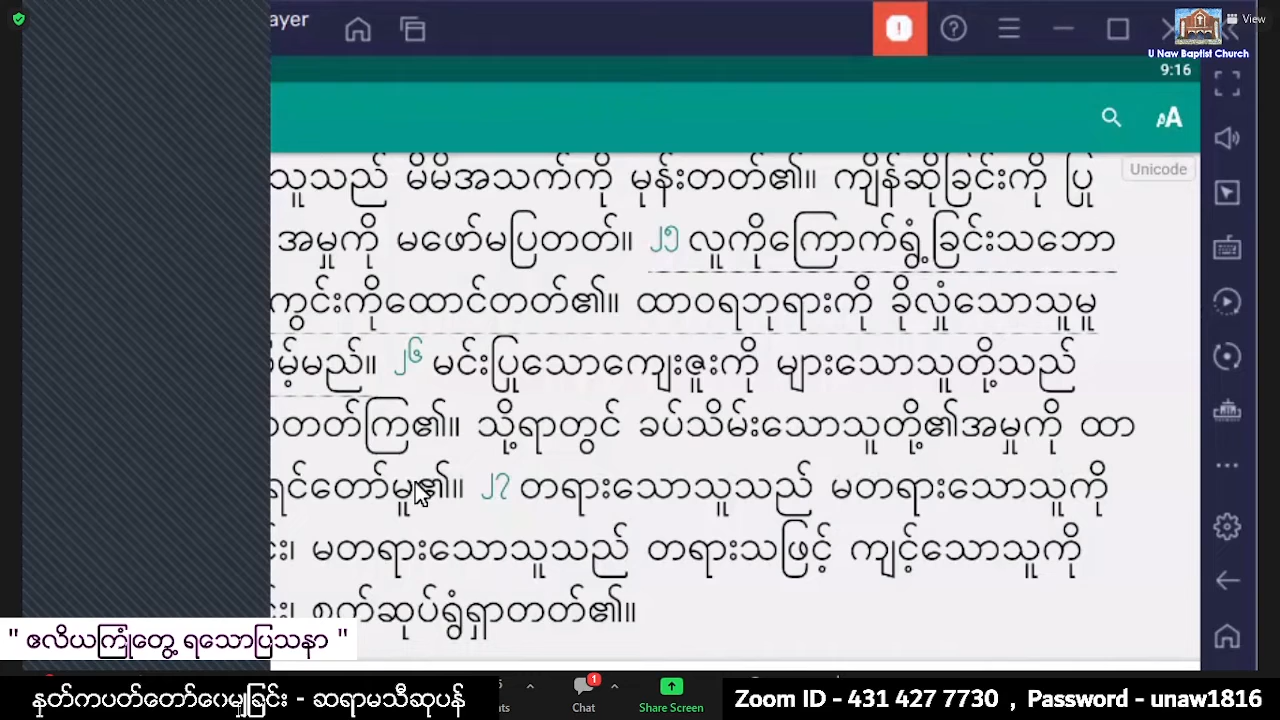 ayer
View
U Naw Baptist Church
9:16
AA
Unicode
သူသည် မိမိအသက်ကို မုန်းတတ်၏။ ကျိန်ဆိုခြင်းကို ပြု
အမှုကို မဖော်မပြတတ်။ ၂၅ လူကိုကြောက်ရွံ့ခြင်းသဘော
ကွင်းကိုထောင်တတ်၏။ ထာဝရဘုရားကို ခိုလှုံသောသူမူ
မည်။ ၂၆ မင်းပြုသောကျေးဇူးကို များသောသူတို့သည်
တတ်ကြ၏။ သို့ရာတွင် ခပ်သိမ်းသောသူတို့၏အမှုကို ထာ
ရင်တော်မူ၏။ ၂၇ တရားသောသူသည် မတရားသောသူကို
မတရားသောသူသည် တရားသဖြင့် ကျင့်သောသူကို
စက်ဆုပ်ရွံရှာတတ်၏။
" ဧလိယကြုံတွေ့ ရသောပြသနာ "
နှုတ်ကပတ်တော်ဝေမျှခြင်း - ဆရာမသီဆုပန်
nts
1
Chat
Share Screen
Zoom ID - 431 427 7730 , Password - unaw1816